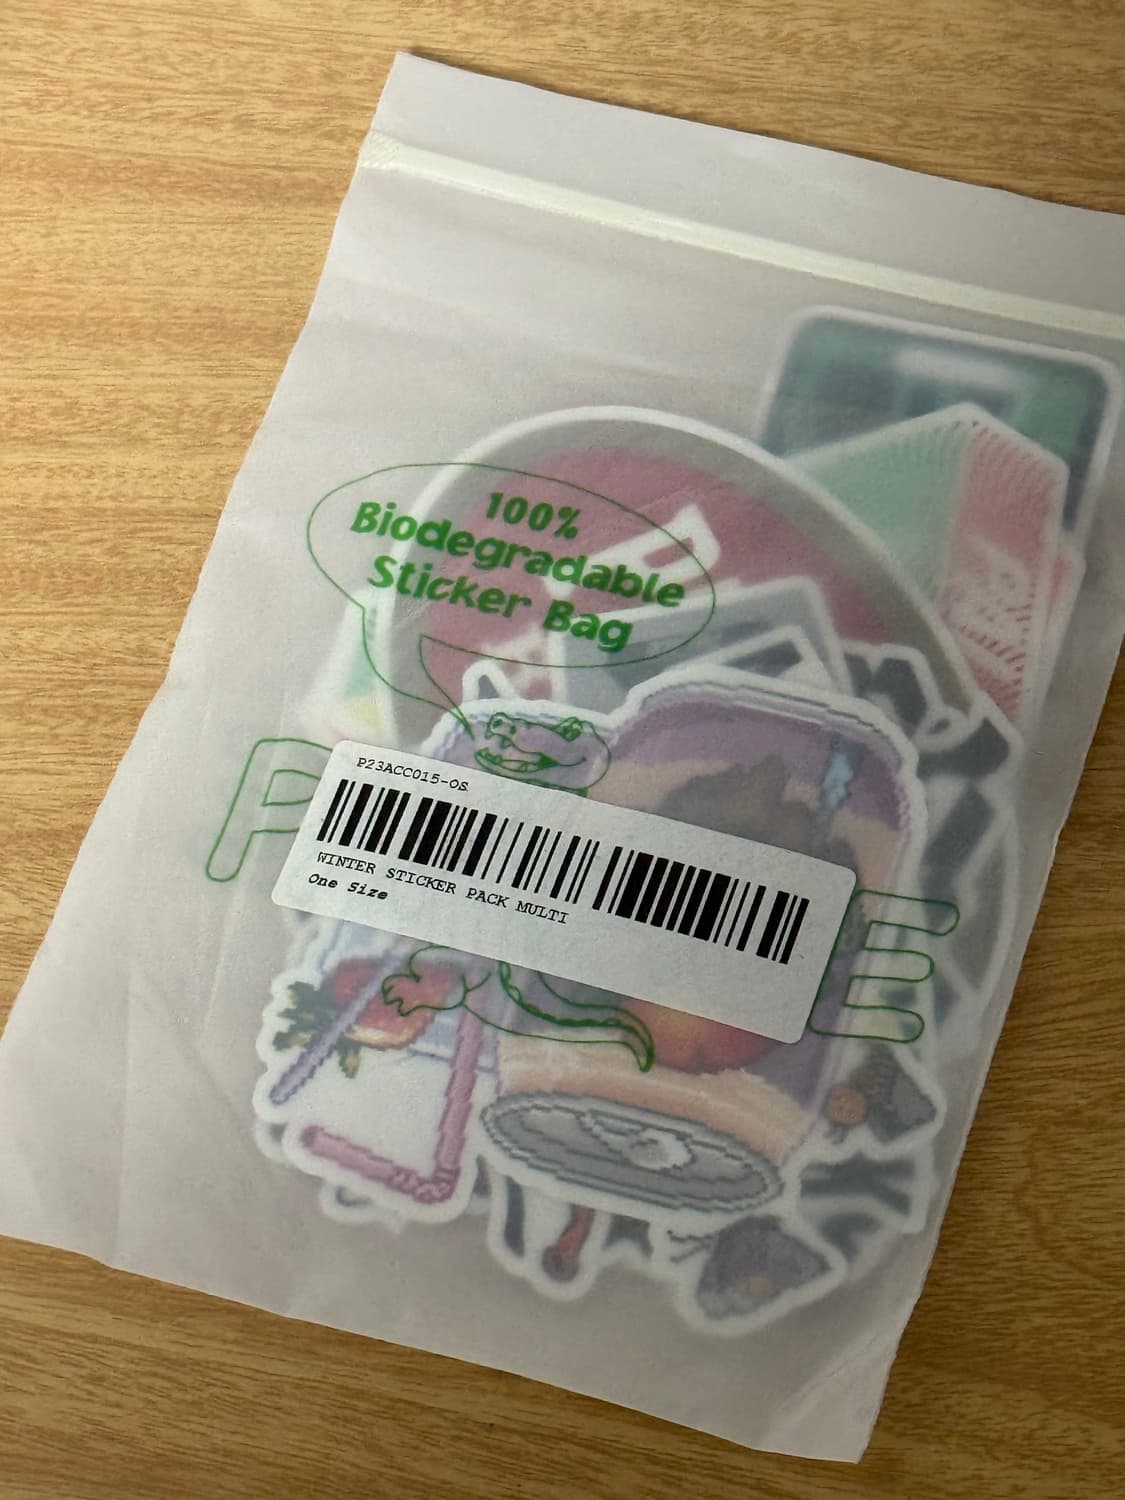 100%
Biodegradable
Sticker Bag
P E
P23ACC015-OS
WINTER STICKER PACK MULTI
One Size